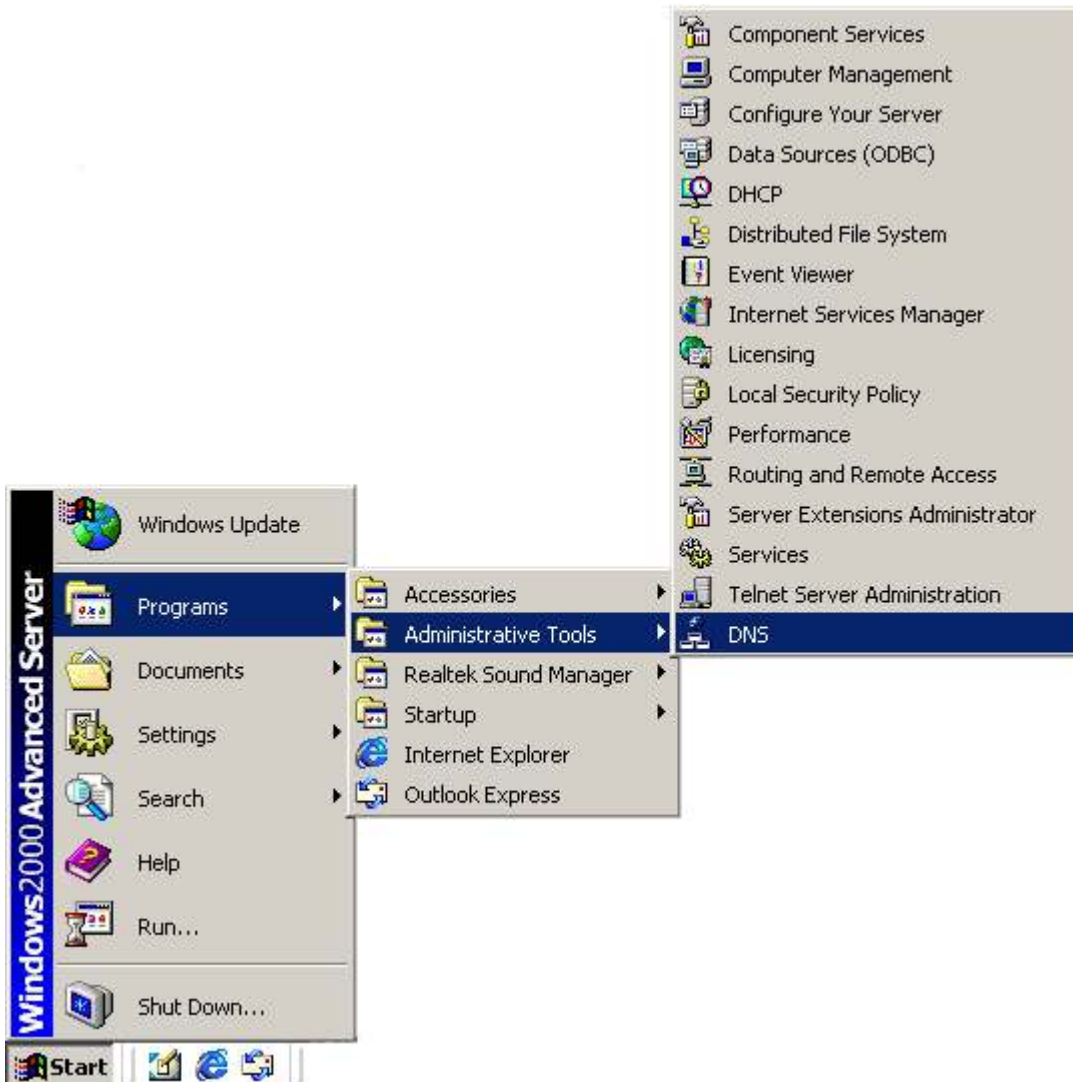 Component Services
Computer Management
Configure Your Server
Data Sources (ODBC)
DHCP
Distributed File System
Event Viewer
Internet Services Manager
Licensing
Local Security Policy
Performance
Routing and Remote Access
Server Extensions Administrator
Services
Telnet Server Administration
DNS
Accessories
Administrative Tools
Realtek Sound Manager
Startup
Internet Explorer
Outlook Express
Windows Update
Programs
Documents
Settings
Search
Help
Run...
Shut Down...
Windows2000 Advanced Server
Start